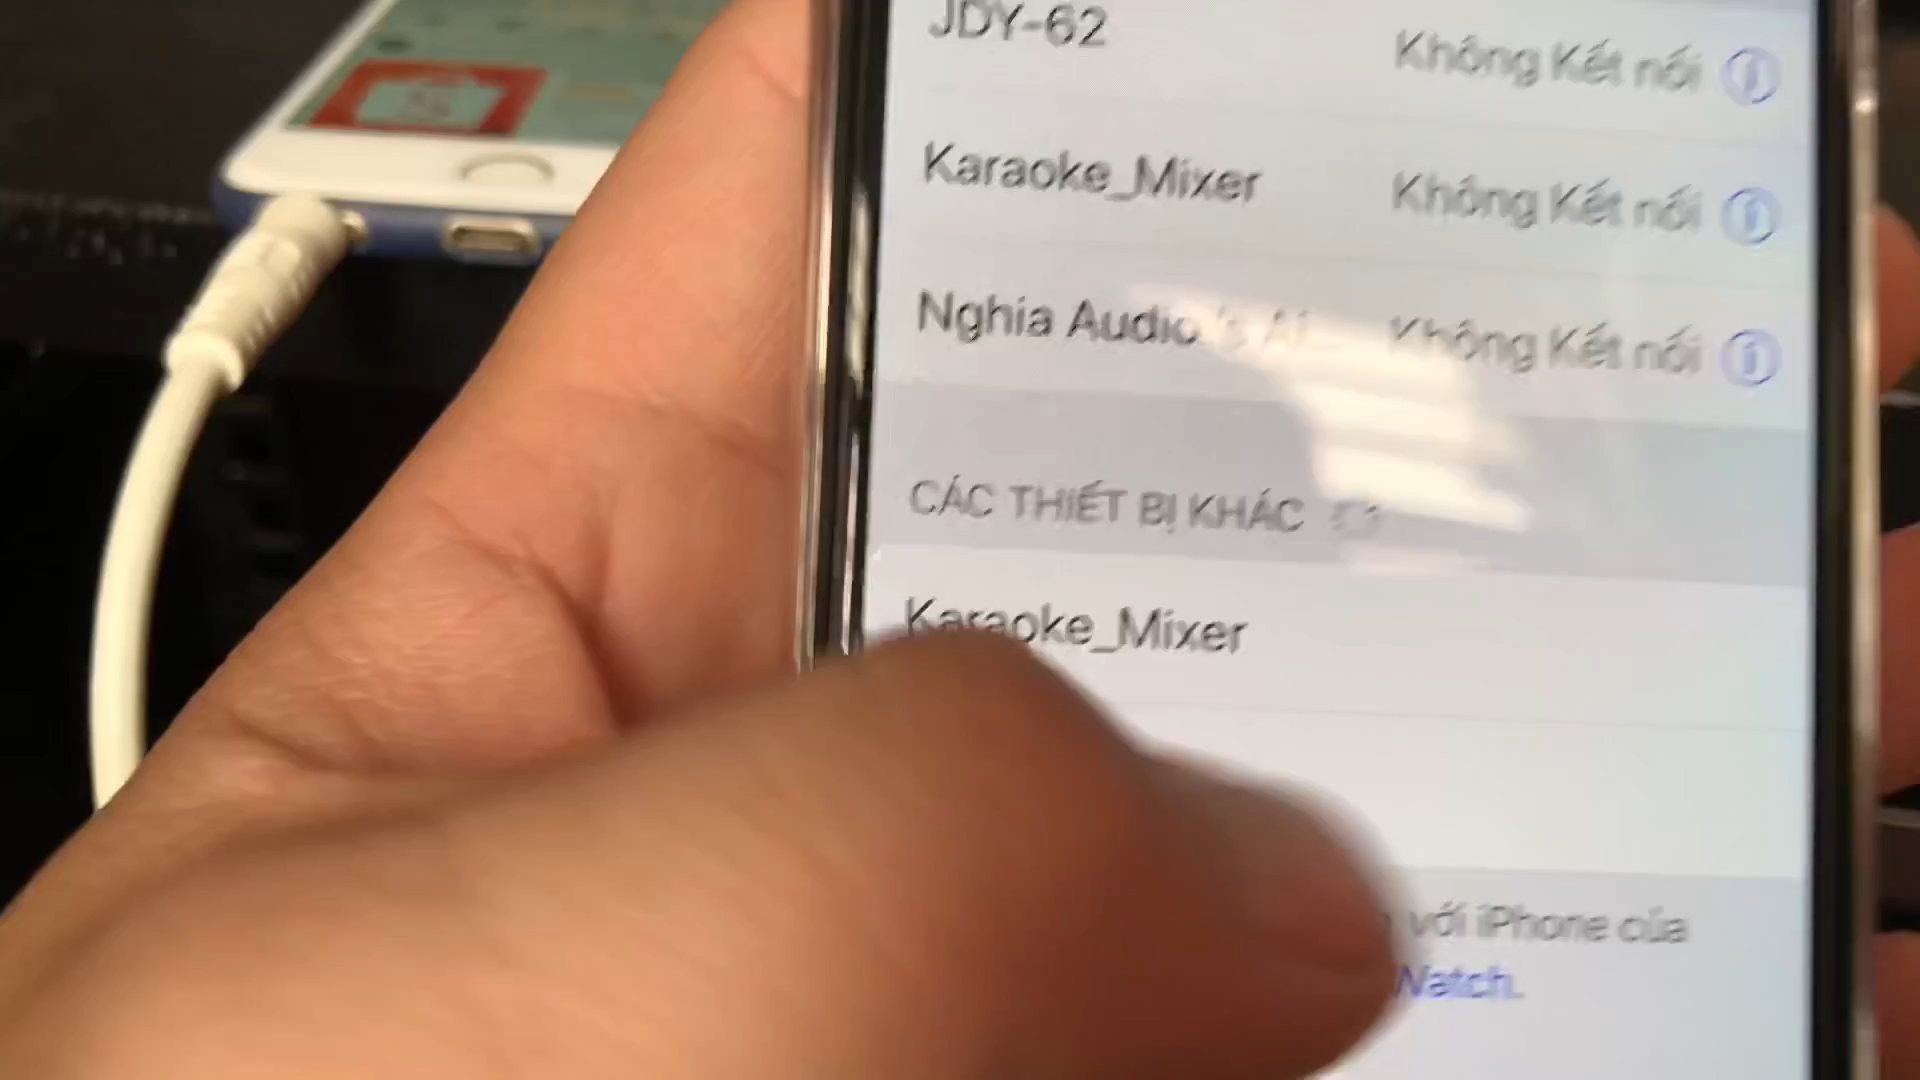 JDY-62 Không Kết nối
Karaoke_Mixer Không Kết nối
Nghia Audio 's Ai... Không Kết nối
CÁC THIẾT BỊ KHÁC
Karaoke_Mixer
với iPhone của
Watch.